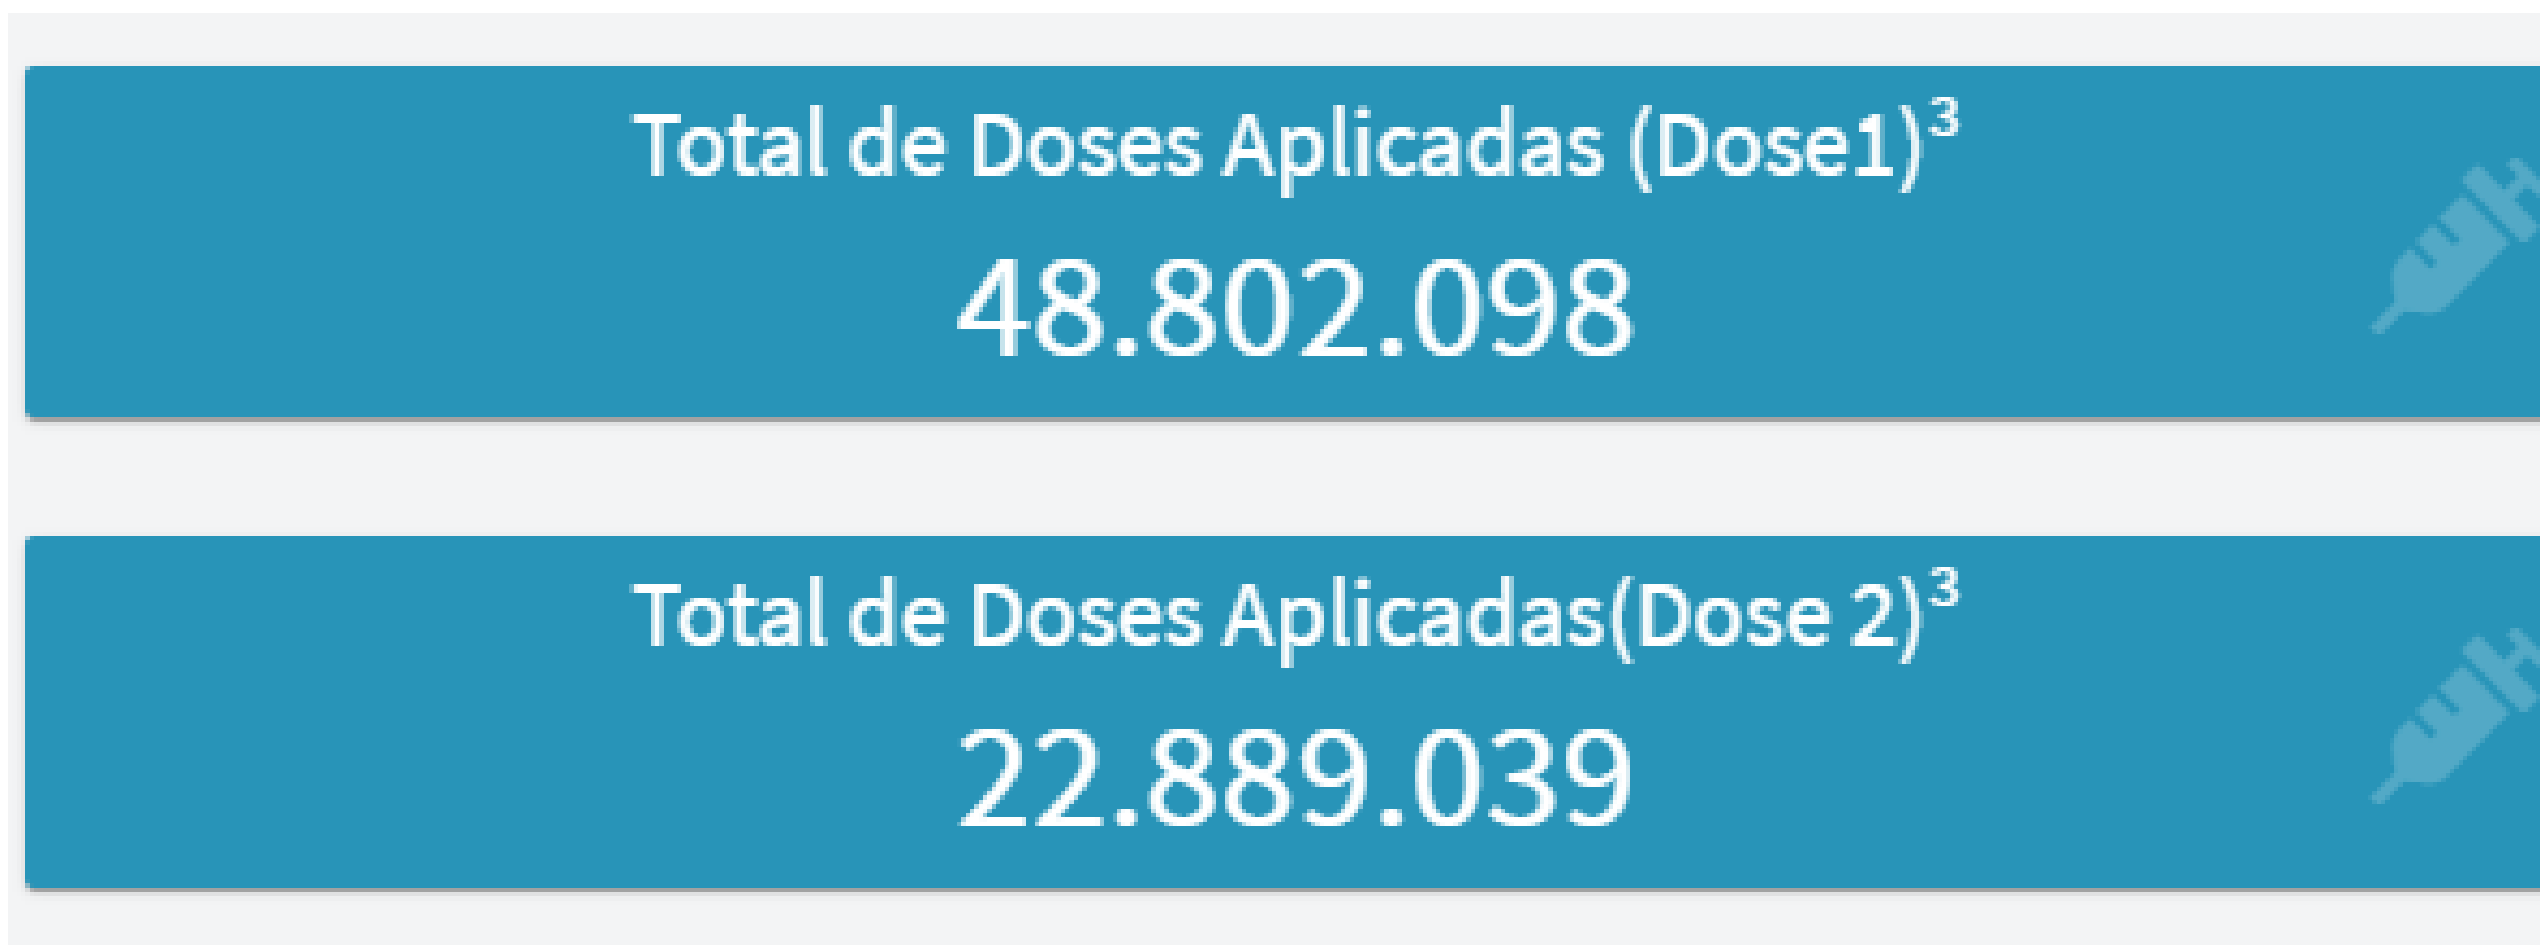 Total de Doses Aplicadas (Dose1)³
48.802.098
Total de Doses Aplicadas(Dose 2)³
22.889.039